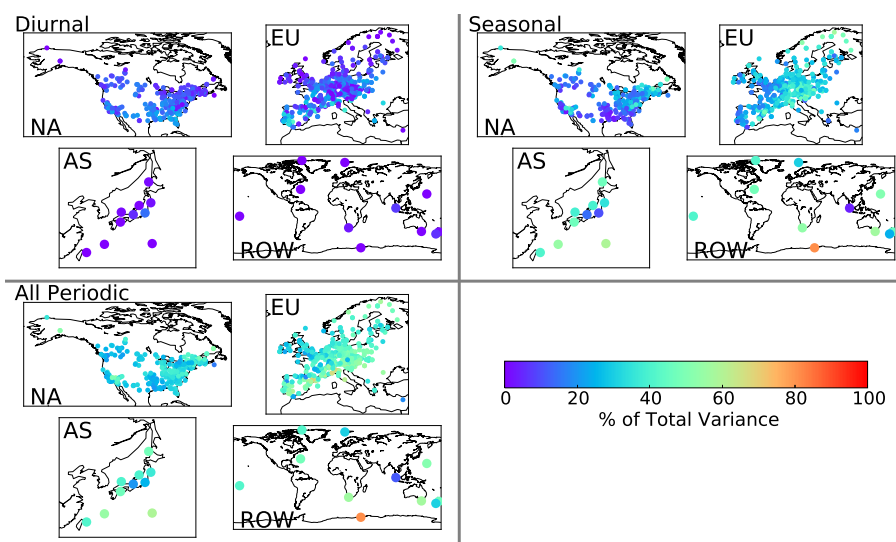 Diurnal
NA
EU
AS
ROW
Seasonal
NA
EU
AS
ROW
All Periodic
NA
EU
AS
ROW
0 20 40 60 80 100
% of Total Variance